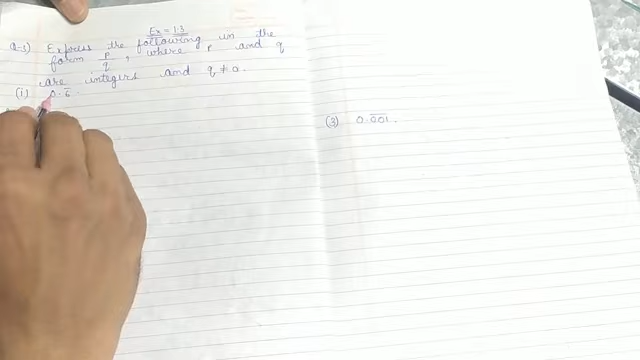 Ex = 1.3
Q-3) Express the following in the
form p/q, where p and q
are integers and q ≠ 0.
(i) 0.6̅
(3) 0.0̅0̅1̅.